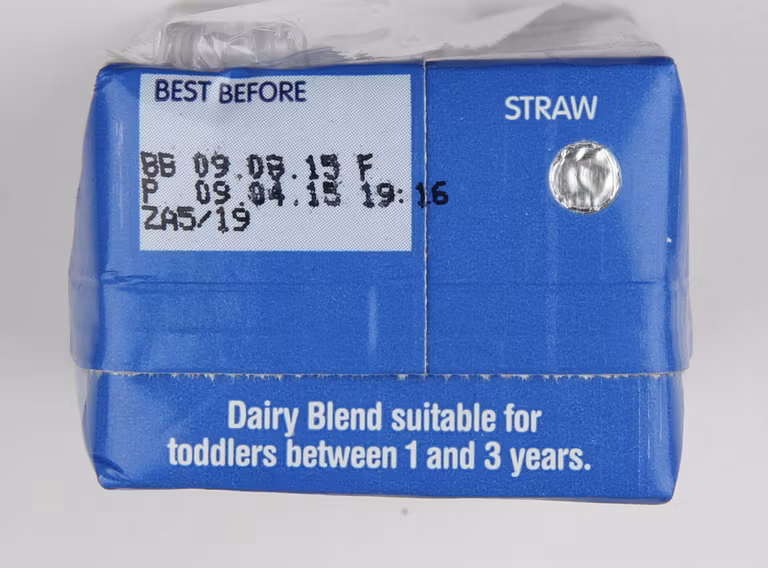 BEST BEFORE
BB 09.08.15 F
P 09.04.15 19:16
ZA5/19
STRAW
Dairy Blend suitable for
toddlers between 1 and 3 years.